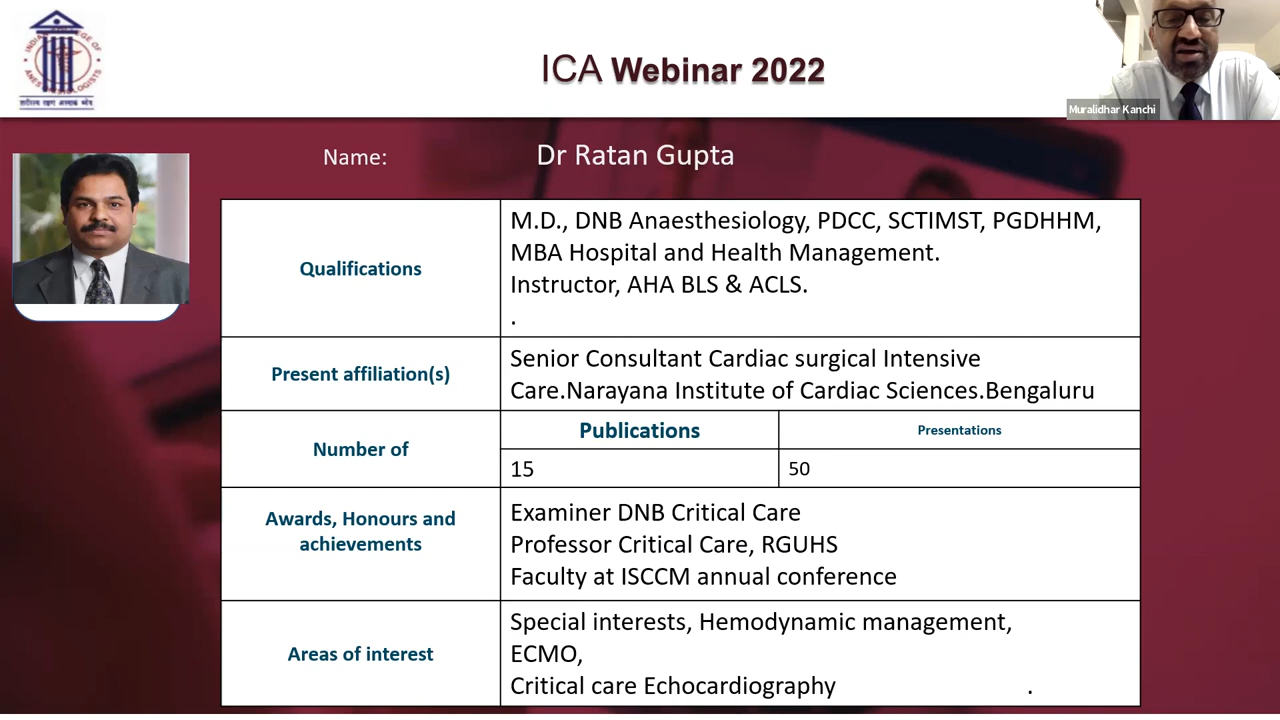 ICA Webinar 2022
Muralidhar Kanchi
Name: Dr Ratan Gupta
Qualifications
M.D., DNB Anaesthesiology, PDCC, SCTIMST, PGDHHM,
MBA Hospital and Health Management.
Instructor, AHA BLS & ACLS.
.
Present affiliation(s)
Senior Consultant Cardiac surgical Intensive
Care.Narayana Institute of Cardiac Sciences.Bengaluru
Number of
Publications
Presentations
15
50
Awards, Honours and
achievements
Examiner DNB Critical Care
Professor Critical Care, RGUHS
Faculty at ISCCM annual conference
Areas of interest
Special interests, Hemodynamic management,
ECMO,
Critical care Echocardiography .